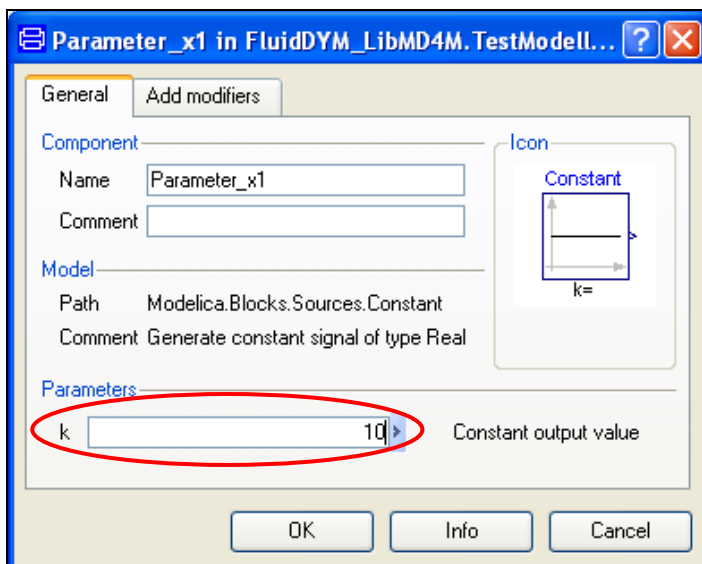 Parameter_x1 in FluidDYM_LibMD4M.TestModell... ?
General Add modifiers
Component
Name Parameter_x1
Comment
Icon
Constant
k=
Model
Path Modelica.Blocks.Sources.Constant
Comment Generate constant signal of type Real
Parameters
k 10 Constant output value
OK Info Cancel